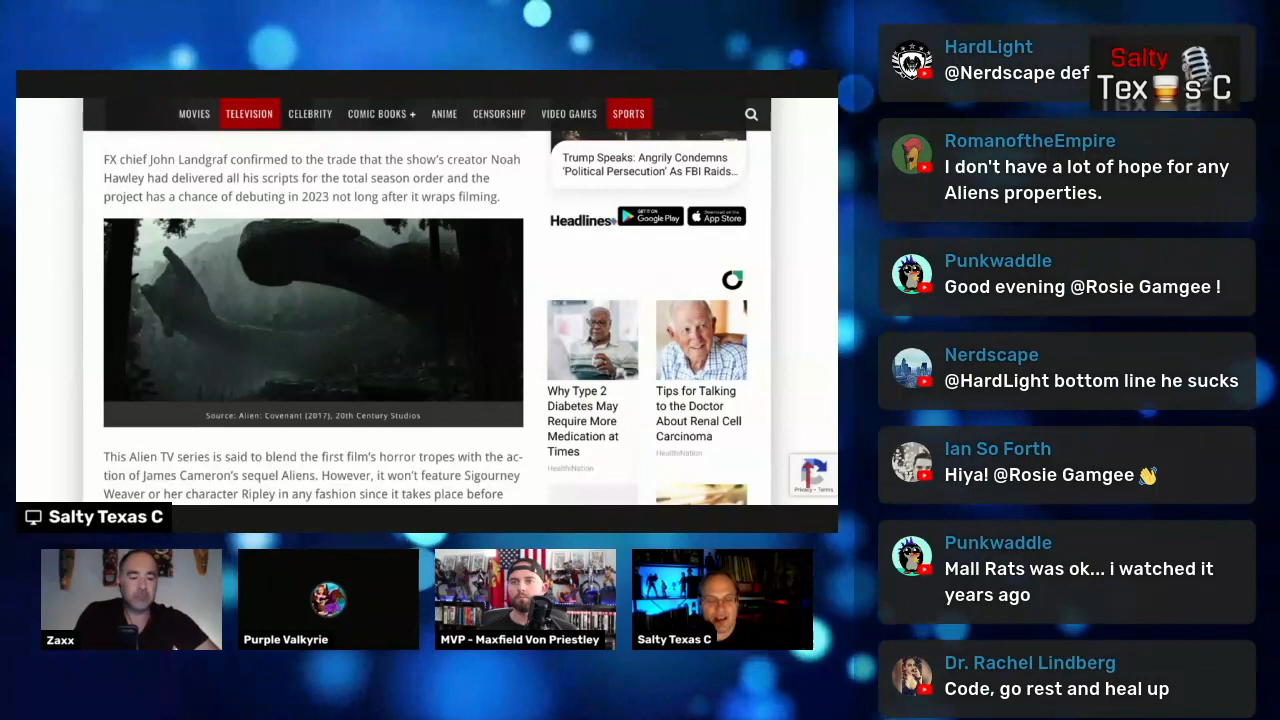 MOVIES TELEVISION CELEBRITY COMIC BOOKS + ANIME CENSORSHIP VIDEO GAMES SPORTS
FX chief John Landgraf confirmed to the trade that the show's creator Noah
Hawley had delivered all his scripts for the total season order and the
project has a chance of debuting in 2023 not long after it wraps filming.
Source: Alien: Covenant (2017), 20th Century Studios
This Alien TV series is said to blend the first film's horror tropes with the ac-
tion of James Cameron's sequel Aliens. However, it won't feature Sigourney
Weaver or her character Ripley in any fashion since it takes place before
Trump Speaks: Angrily Condemns
'Political Persecution' As FBI Raids...
Headlines+
GET IT ON
Google Play
Download on the
App Store
Why Type 2
Diabetes May
Require More
Medication at
Times
HealthiNation
Tips for Talking
to the Doctor
About Renal Cell
Carcinoma
HealthiNation
Privacy - Terms
Salty Texas C
Zaxx
Purple Valkyrie
MVP - Maxfield Von Priestley
Salty Texas C
HardLight
@Nerdscape def
Salty
Tex s C
RomanoftheEmpire
I don't have a lot of hope for any
Aliens properties.
Punkwaddle
Good evening @Rosie Gamgee !
Nerdscape
@HardLight bottom line he sucks
Ian So Forth
Hiya! @Rosie Gamgee 👋
Punkwaddle
Mall Rats was ok... i watched it
years ago
Dr. Rachel Lindberg
Code, go rest and heal up